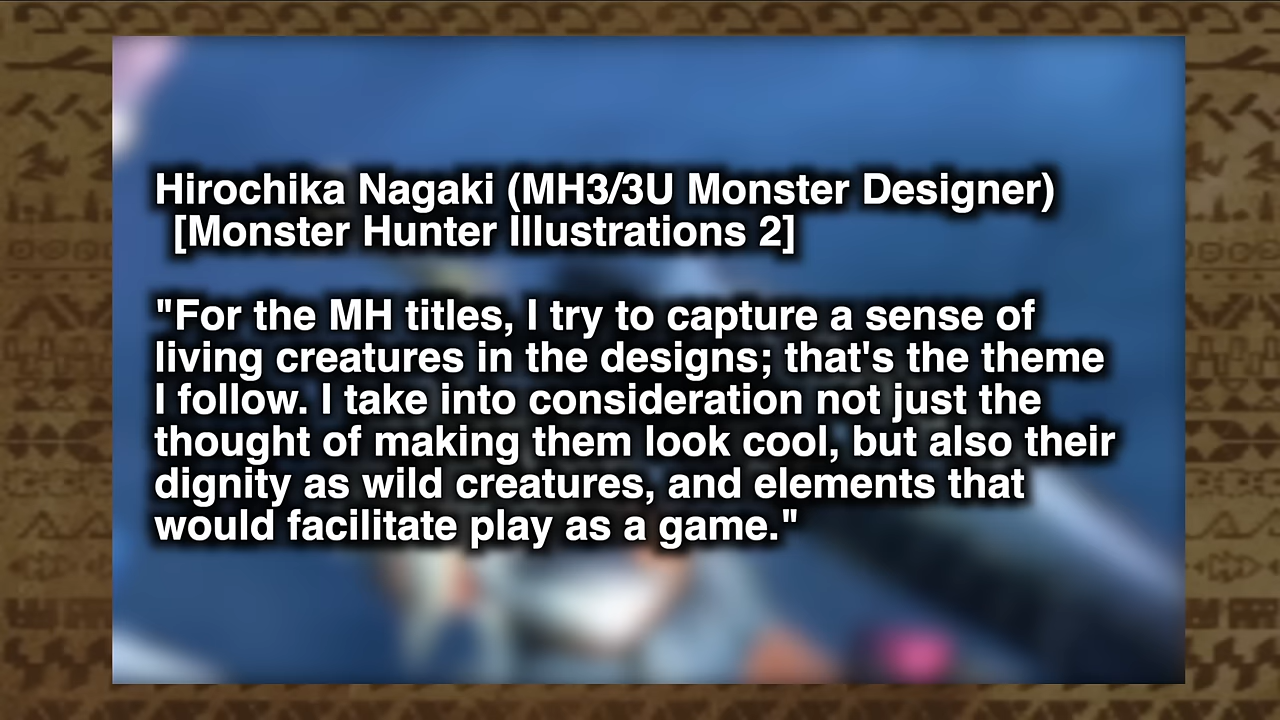 Hirochika Nagaki (MH3/3U Monster Designer)
[Monster Hunter Illustrations 2]
"For the MH titles, I try to capture a sense of
living creatures in the designs; that's the theme
I follow. I take into consideration not just the
thought of making them look cool, but also their
dignity as wild creatures, and elements that
would facilitate play as a game."